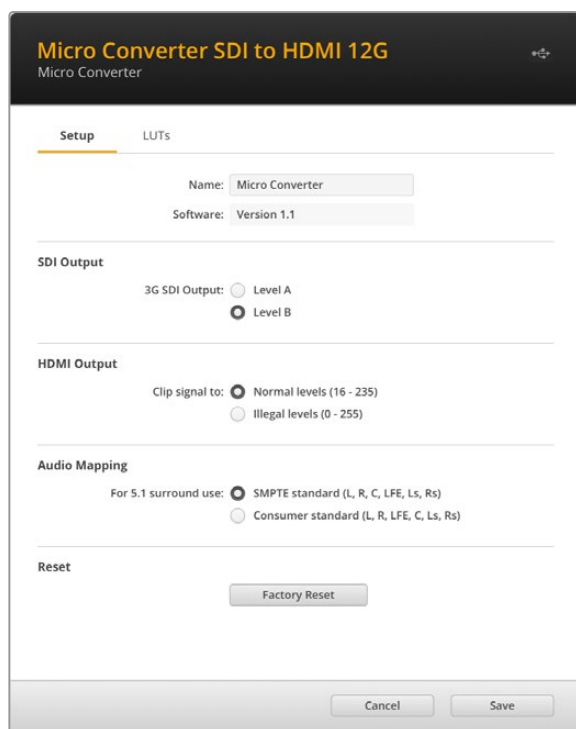 Micro Converter SDI to HDMI 12G
Micro Converter
Setup LUTs
Name: Micro Converter
Software: Version 1.1
SDI Output
3G SDI Output: Level A
Level B
HDMI Output
Clip signal to: Normal levels (16 - 235)
Illegal levels (0 - 255)
Audio Mapping
For 5.1 surround use: SMPTE standard (L, R, C, LFE, Ls, Rs)
Consumer standard (L, R, LFE, C, Ls, Rs)
Reset
Factory Reset
Cancel Save